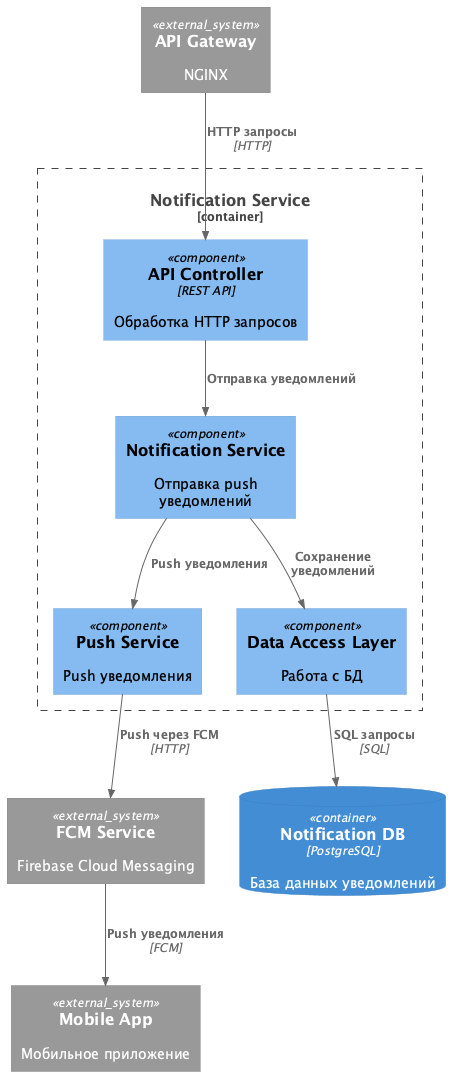 «external_system»
API Gateway
NGINX
HTTP запросы
[HTTP]
Notification Service
[container]
«component»
API Controller
[REST API]
Обработка HTTP запросов
Отправка уведомлений
«component»
Notification Service
Отправка push
уведомлений
Push уведомления
Сохранение
уведомлений
«component»
Push Service
Push уведомления
«component»
Data Access Layer
Работа с БД
Push через FCM
[HTTP]
SQL запросы
[SQL]
«external_system»
FCM Service
Firebase Cloud Messaging
«container»
Notification DB
[PostgreSQL]
База данных уведомлений
Push уведомления
[FCM]
«external_system»
Mobile App
Мобильное приложение